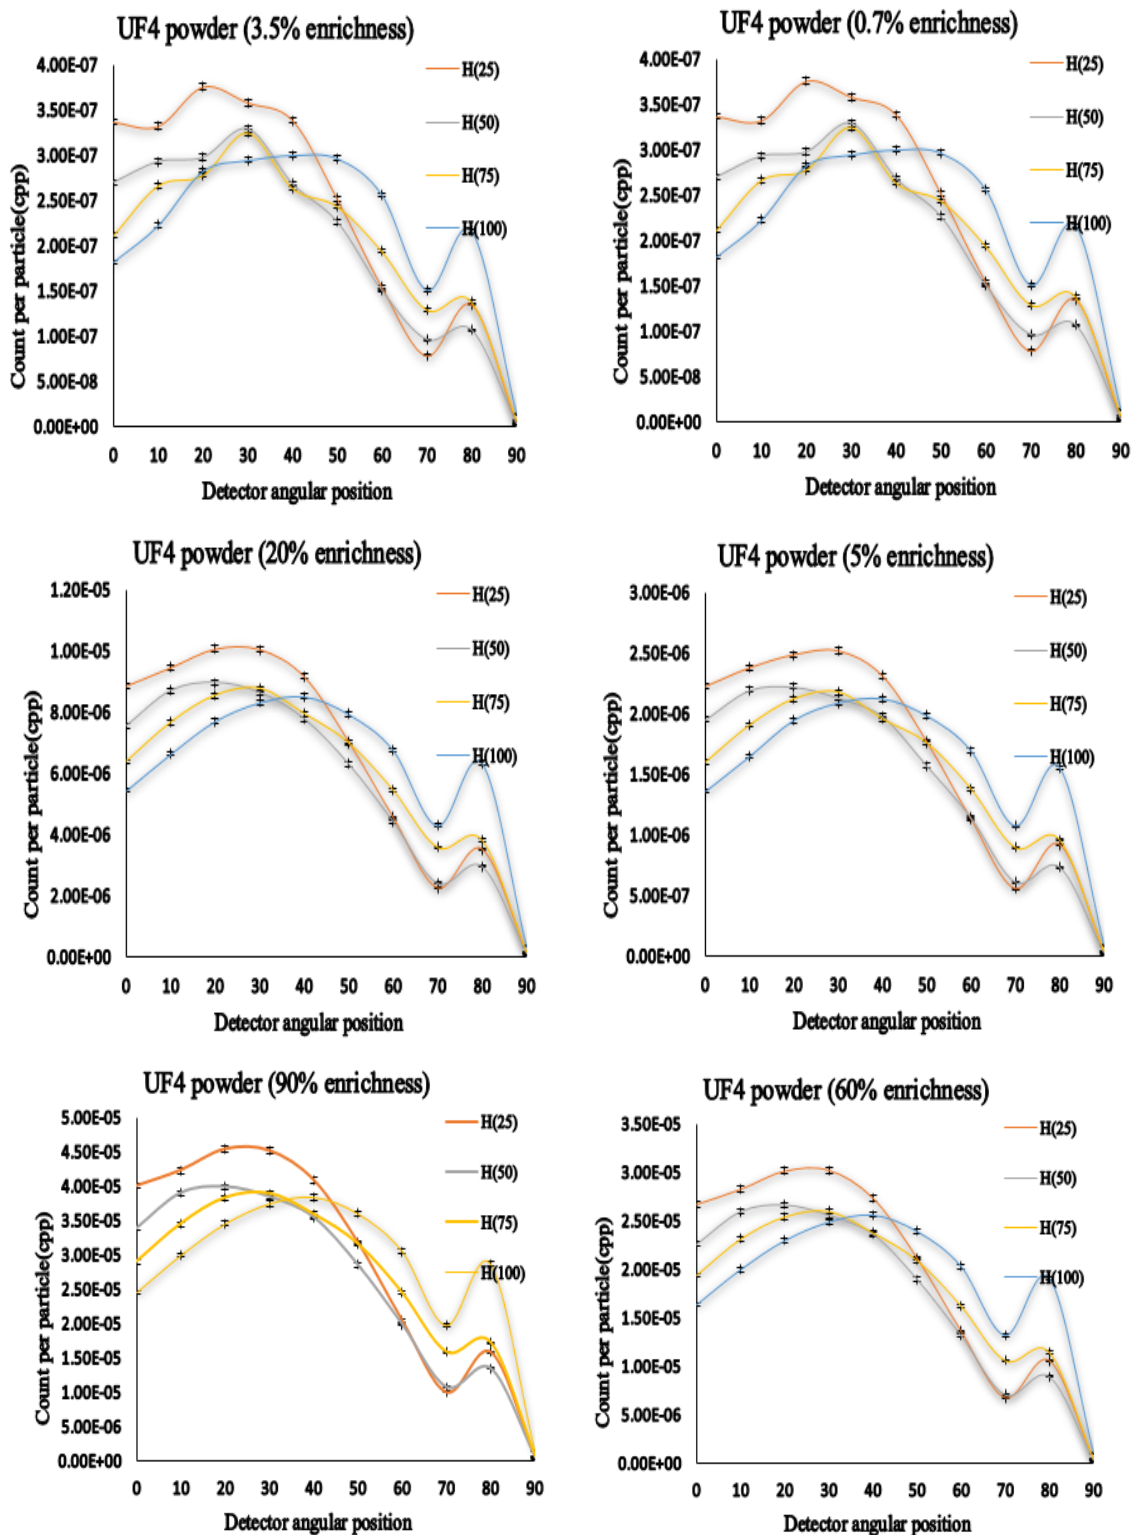 UF4 powder (3.5% enrichness)
4.00E-07
3.50E-07
3.00E-07
2.50E-07
2.00E-07
1.50E-07
1.00E-07
5.00E-08
0.00E+00
Count per particle(cpp)
H(25)
H(50)
H(75)
H(100)
0 10 20 30 40 50 60 70 80 90
Detector angular position
UF4 powder (0.7% enrichness)
4.00E-07
3.50E-07
3.00E-07
2.50E-07
2.00E-07
1.50E-07
1.00E-07
5.00E-08
0.00E+00
Count per particle(cpp)
H(25)
H(50)
H(75)
H(100)
0 10 20 30 40 50 60 70 80 90
Detector angular position
UF4 powder (20% enrichness)
1.20E-05
1.00E-05
8.00E-06
6.00E-06
4.00E-06
2.00E-06
0.00E+00
Count per particle(cpp)
H(25)
H(50)
H(75)
H(100)
0 10 20 30 40 50 60 70 80 90
Detector angular position
UF4 powder (5% enrichness)
3.00E-06
2.50E-06
2.00E-06
1.50E-06
1.00E-06
5.00E-07
0.00E+00
Count per particle(cpp)
H(25)
H(50)
H(75)
H(100)
0 10 20 30 40 50 60 70 80 90
Detector angular position
UF4 powder (90% enrichness)
5.00E-05
4.50E-05
4.00E-05
3.50E-05
3.00E-05
2.50E-05
2.00E-05
1.50E-05
1.00E-05
5.00E-06
0.00E+00
Count per particle(cpp)
H(25)
H(50)
H(75)
H(100)
0 10 20 30 40 50 60 70 80 90
Detector angular position
UF4 powder (60% enrichness)
3.50E-05
3.00E-05
2.50E-05
2.00E-05
1.50E-05
1.00E-05
5.00E-06
0.00E+00
Count per particle(cpp)
H(25)
H(50)
H(75)
H(100)
0 10 20 30 40 50 60 70 80 90
Detector angular position